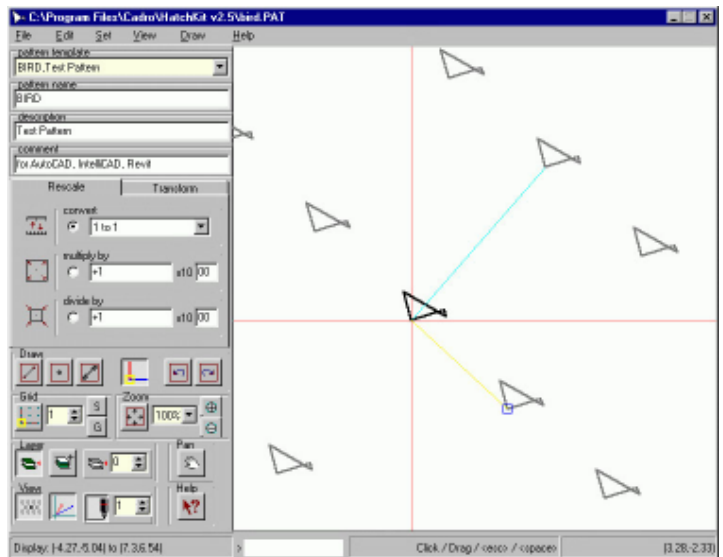 C:\Program Files\Cadro\HatchKit v2.5\bird.PAT
File Edit Set View Draw Help
pattern template
BIRD,Test Pattern
pattern name
BIRD
description
Test Pattern
comment
for AutoCAD, IntelliCAD, Revit
Rescale Transform
convert
1 to 1
multiply by
+1 x10 00
divide by
+1 x10 00
Draw
Grid Zoom
1 S G 100%
Layer Pan
0
View Help
1
Display: (-4.27,-5.04) to (7.3,6.54) > Click / Drag / <esc> / <space> (3.28,-2.33)